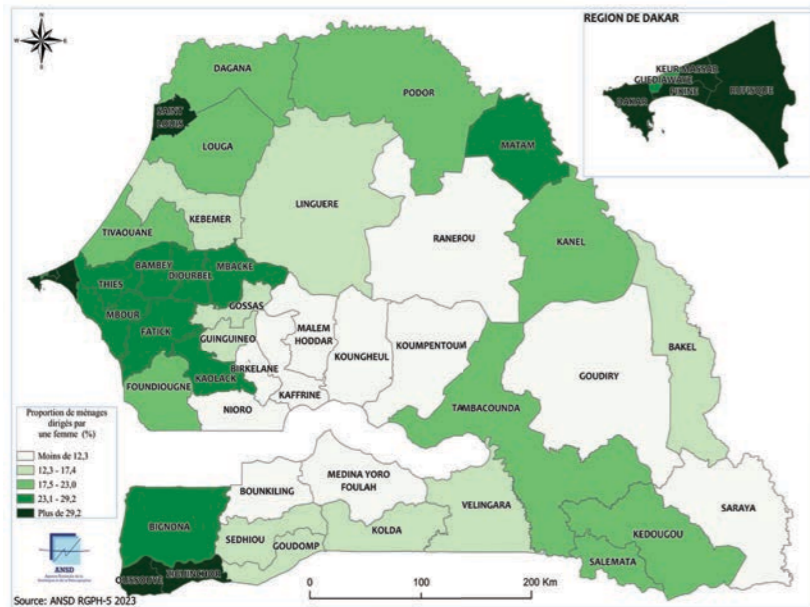 REGION DE DAKAR
KEUR MASSAR
GUEDIAWAYE
PIKINE
RUFISQUE
DAKAR
N
DAGANA
PODOR
SAINT
LOUIS
LOUGA
MATAM
LINGUERE
KEBEMER
TIVAOUANE
RANEROU
KANEL
BAMBEY
MBACKE
DIOURBEL
THIES
GOSSAS
MBOUR
MALEM
HODDAR
FATICK
GUINGUINEO
KOUNGHEUL
KOUMPENTOUM
BAKEL
BIRKELANE
GOUDIRY
KAOLACK
FOUNDIOUGNE
KAFFRINE
NIORO
TAMBACOUNDA
Proportion de ménages
dirigés par
une femme (%)
Moins de 12,3
12,3 - 17,4
17,5 - 23,0
23,1 - 29,2
Plus de 29,2
MEDINA YORO
FOULAH
BOUNKILING
VELINGARA
SARAYA
BIGNONA
KOLDA
KEDOUGOU
SEDHIOU
GOUDOMP
SALEMATA
OUSSOUYE
ZIGUINCHOR
ANSD
0 100 200 Km
Source: ANSD RGPH-5 2023